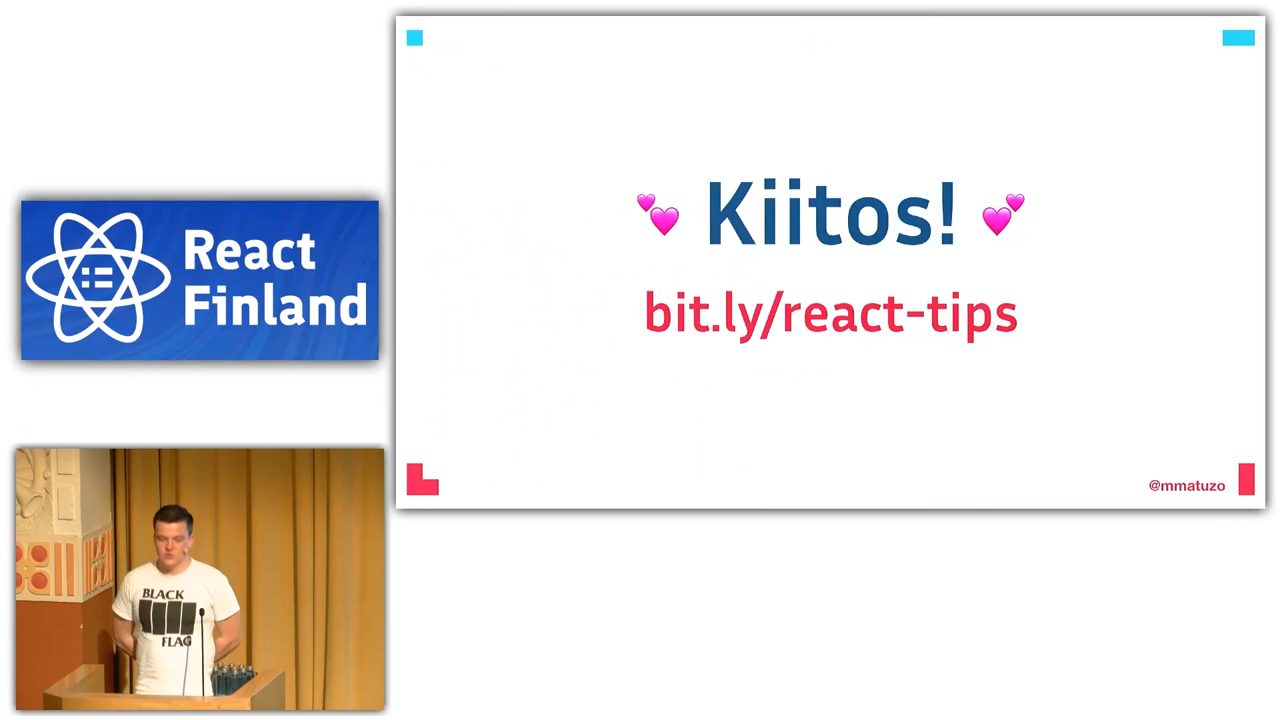 React
Finland
Kiitos!
bit.ly/react-tips
@mmatuzo
BLACK
FLAG